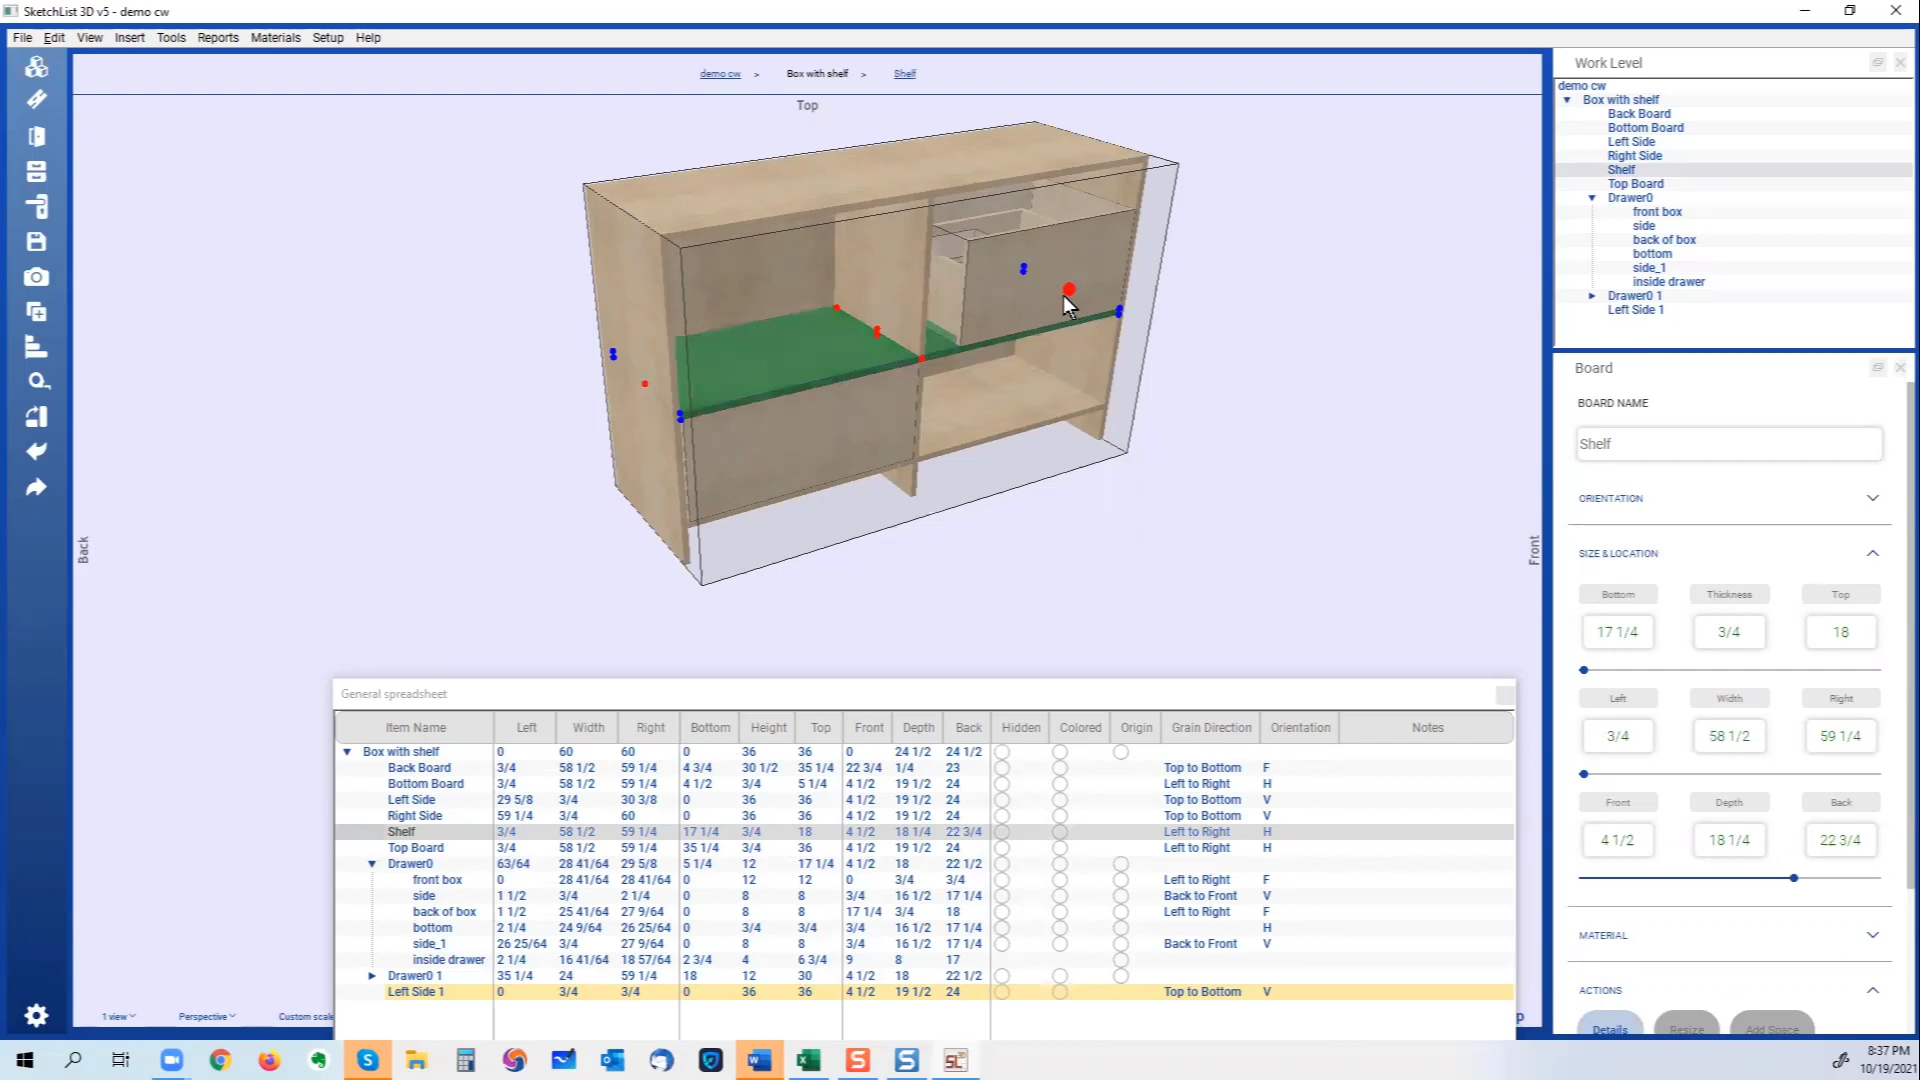 SketchList 3D v5 - demo cw
File Edit View Insert Tools Reports Materials Setup Help
demo cw > Box with shelf > Shelf
Top
Back
Front
1 view Perspective Custom scale
Work Level
demo cw
Box with shelf
Back Board
Bottom Board
Left Side
Right Side
Shelf
Top Board
Drawer0
front box
side
back of box
bottom
side_1
inside drawer
Drawer0 1
Left Side 1
Board
BOARD NAME
Shelf
ORIENTATION
SIZE & LOCATION
Bottom Thickness Top
17 1/4 3/4 18
Left Width Right
3/4 58 1/2 59 1/4
Front Depth Back
4 1/2 18 1/4 22 3/4
MATERIAL
ACTIONS
Details Resize Add Space
General spreadsheet
Item Name Left Width Right Bottom Height Top Front Depth Back Hidden Colored Origin Grain Direction Orientation Notes
Box with shelf 0 60 60 0 36 36 0 24 1/2 24 1/2
Back Board 3/4 58 1/2 59 1/4 4 3/4 30 1/2 35 1/4 22 3/4 1/4 23 Top to Bottom F
Bottom Board 3/4 58 1/2 59 1/4 4 1/2 3/4 5 1/4 4 1/2 19 1/2 24 Left to Right H
Left Side 29 5/8 3/4 30 3/8 0 36 36 4 1/2 19 1/2 24 Top to Bottom V
Right Side 59 1/4 3/4 60 0 36 36 4 1/2 19 1/2 24 Top to Bottom V
Shelf 3/4 58 1/2 59 1/4 17 1/4 3/4 18 4 1/2 18 1/4 22 3/4 Left to Right H
Top Board 3/4 58 1/2 59 1/4 35 1/4 3/4 36 4 1/2 19 1/2 24 Left to Right H
Drawer0 63/64 28 41/64 29 5/8 5 1/4 12 17 1/4 4 1/2 18 22 1/2
front box 0 28 41/64 28 41/64 0 12 12 0 3/4 3/4 Left to Right F
side 1 1/2 3/4 2 1/4 0 8 8 3/4 16 1/2 17 1/4 Back to Front V
back of box 1 1/2 25 41/64 27 9/64 0 8 8 17 1/4 3/4 18 Left to Right F
bottom 2 1/4 24 9/64 26 25/64 0 3/4 3/4 3/4 16 1/2 17 1/4 H
side_1 26 25/64 3/4 27 9/64 0 8 8 3/4 16 1/2 17 1/4 Back to Front V
inside drawer 2 1/4 16 41/64 18 57/64 2 3/4 4 6 3/4 9 8 17
Drawer0 1 35 1/4 24 59 1/4 18 12 30 4 1/2 18 22 1/2
Left Side 1 0 3/4 3/4 0 36 36 4 1/2 19 1/2 24 Top to Bottom V
8:37 PM
10/19/2021